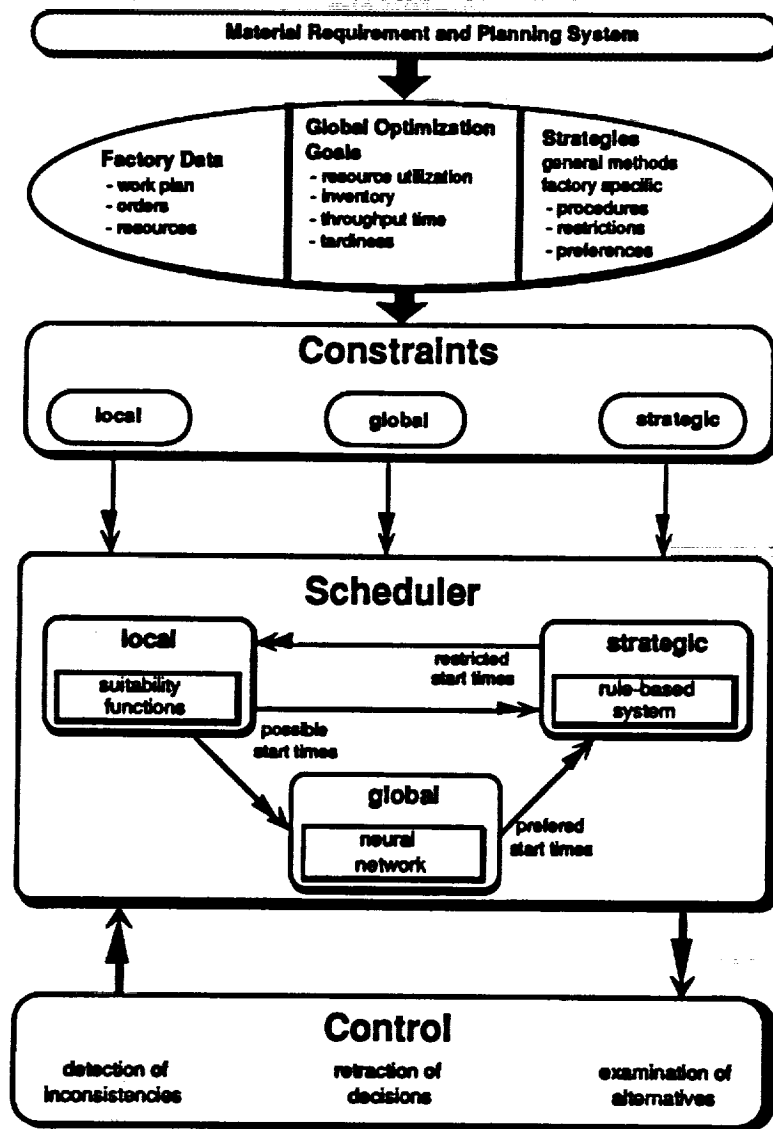 Material Requirement and Planning System
Factory Data
- work plan
- orders
- resources
Global Optimization
Goals
- resource utilization
- inventory
- throughput time
- tardiness
Strategies
general methods
factory specific
- procedures
- restrictions
- preferences
Constraints
local
global
strategic
Scheduler
local
suitability
functions
restricted
start times
strategic
rule-based
system
possible
start times
global
neural
network
prefered
start times
Control
detection of
inconsistencies
retraction of
decisions
examination of
alternatives